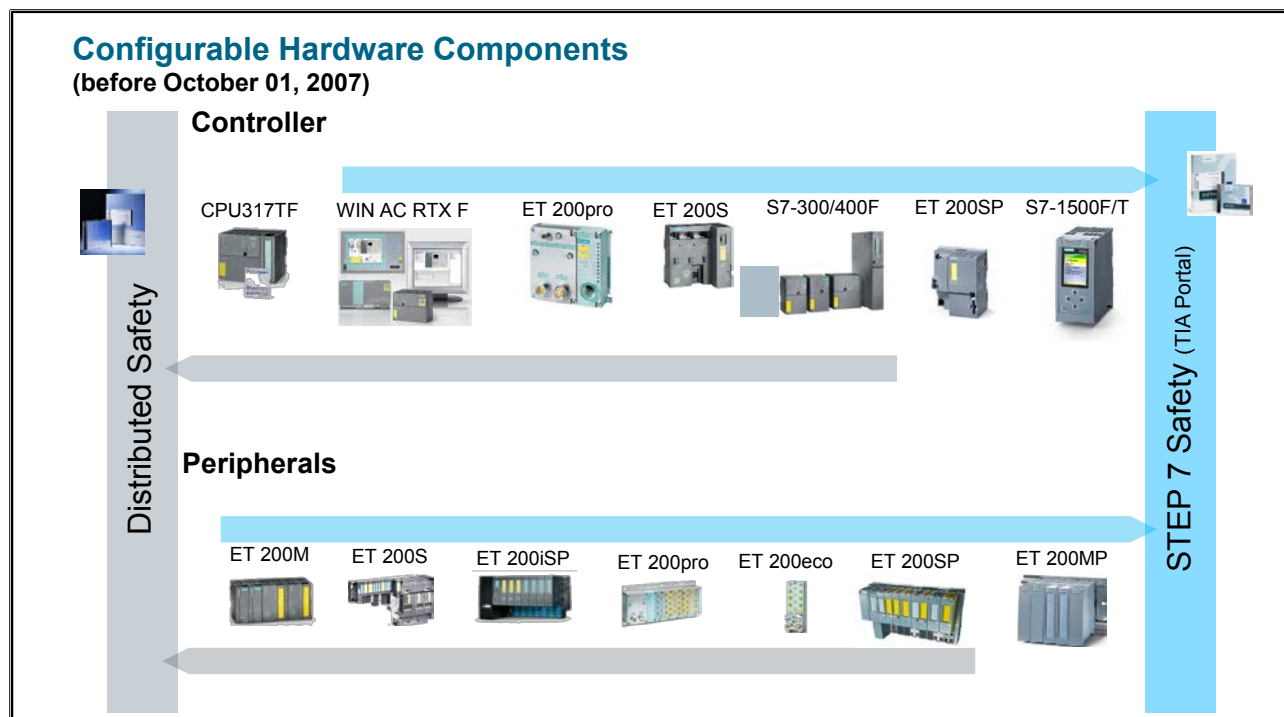 Configurable Hardware Components
(before October 01, 2007)
Controller
CPU317TF
WIN AC RTX F
ET 200pro
ET 200S
S7-300/400F
ET 200SP
S7-1500F/T
Distributed Safety
STEP 7 Safety (TIA Portal)
Peripherals
ET 200M
ET 200S
ET 200iSP
ET 200pro
ET 200eco
ET 200SP
ET 200MP